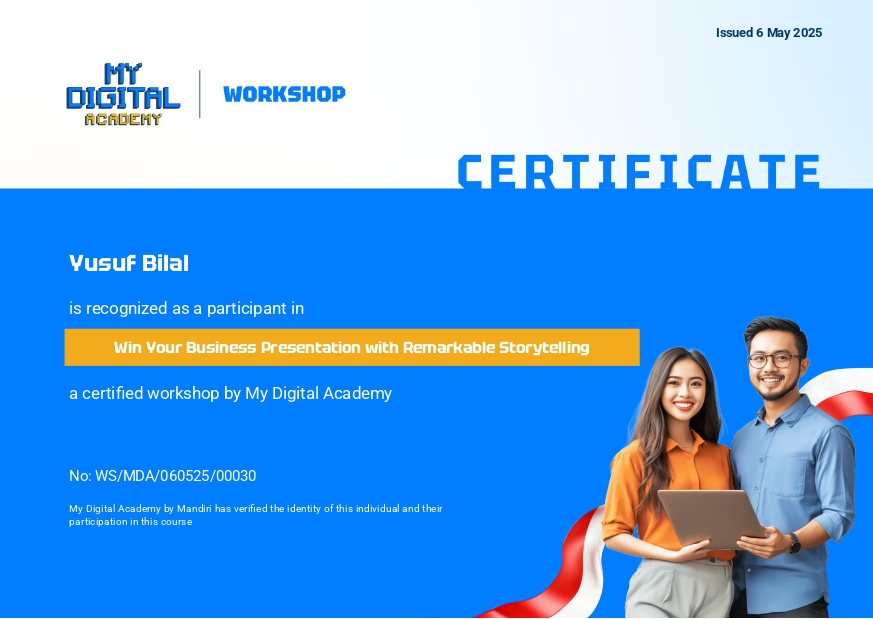 Issued 6 May 2025
MY
DIGITAL
ACADEMY
WORKSHOP
CERTIFICATE
Yusuf Bilal
is recognized as a participant in
Win Your Business Presentation with Remarkable Storytelling
a certified workshop by My Digital Academy
No: WS/MDA/060525/00030
My Digital Academy by Mandiri has verified the identity of this individual and their
participation in this course